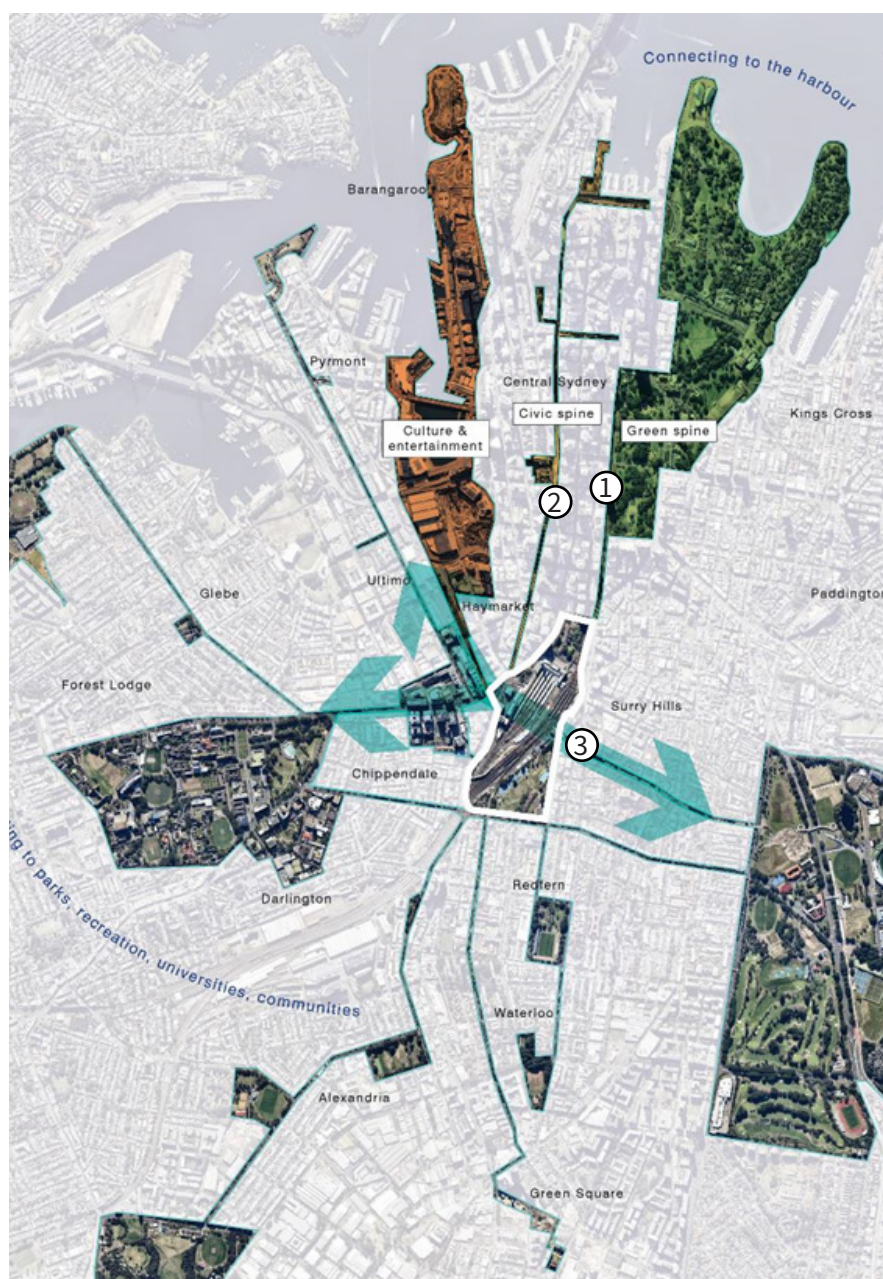 Connecting to the harbour
Barangaroo
Pyrmont
Central Sydney
Civic spine
Kings Cross
Culture &
entertainment
Green spine
1
2
Ultimo
Glebe
Haymarket
Paddington
Forest Lodge
Surry Hills
3
Chippendale
Redfern
Darlington
ing to parks, recreation, universities, communities
Waterloo
Alexandria
Green Square